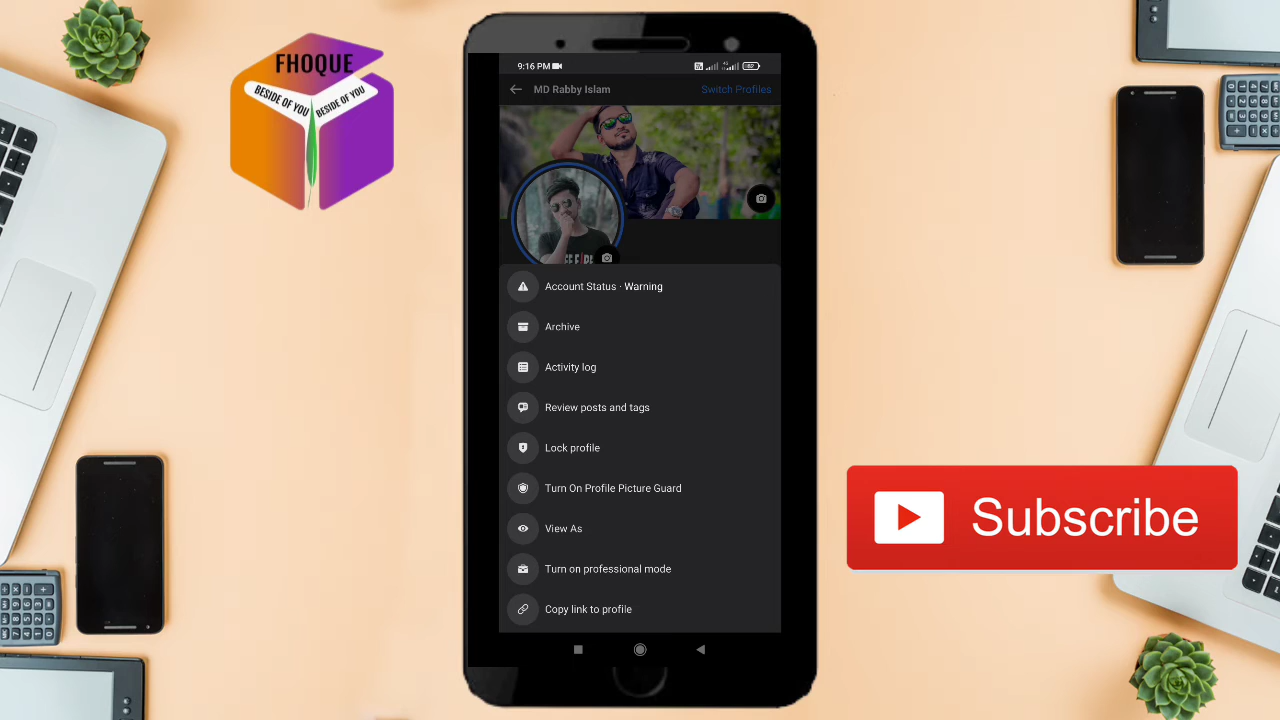 FHOQUE
BESIDE OF YOU
BESIDE OF YOU
9:16 PM
MD Rabby Islam
Switch Profiles
Account Status · Warning
Archive
Activity log
Review posts and tags
Lock profile
Turn On Profile Picture Guard
View As
Turn on professional mode
Copy link to profile
Subscribe